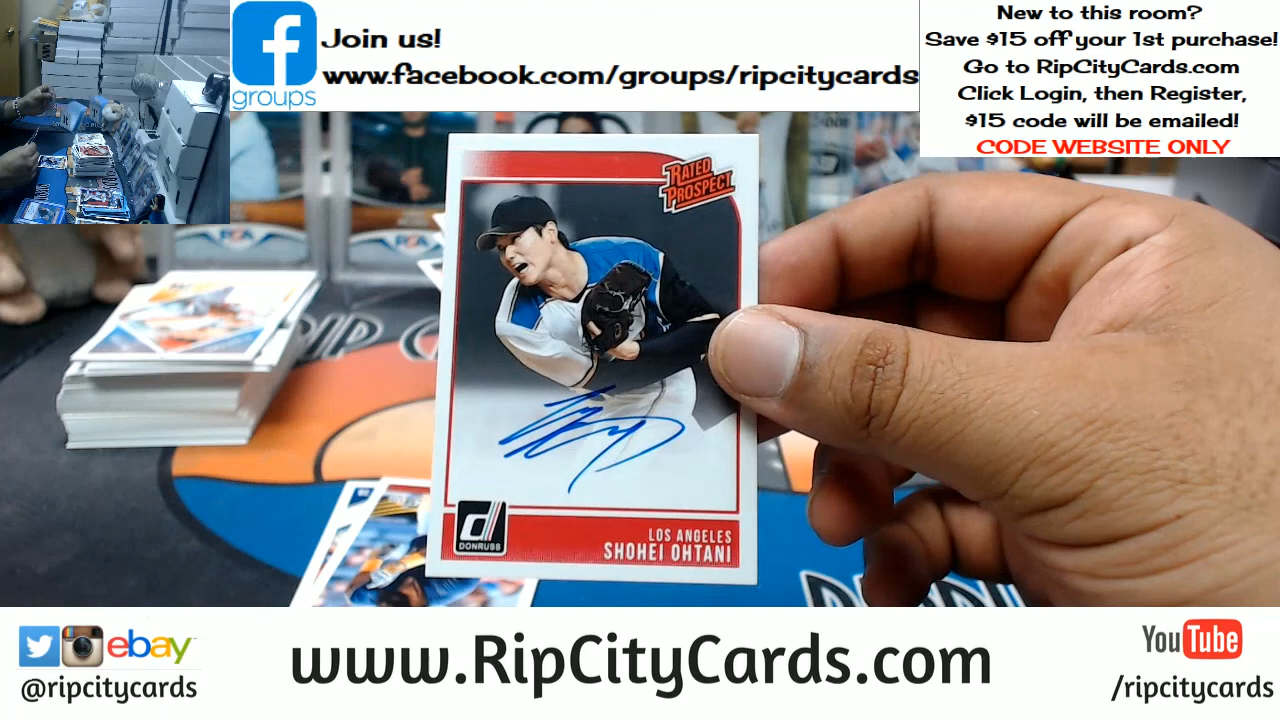 groups
Join us!
www.facebook.com/groups/ripcitycards
New to this room?
Save $15 off your 1st purchase!
Go to RipCityCards.com
Click Login, then Register,
$15 code will be emailed!
CODE WEBSITE ONLY
RATED
PROSPECT
DONRUSS
LOS ANGELES
SHOHEI OHTANI
RIP
ebay
@ripcitycards
www.RipCityCards.com
YouTube
/ripcitycards